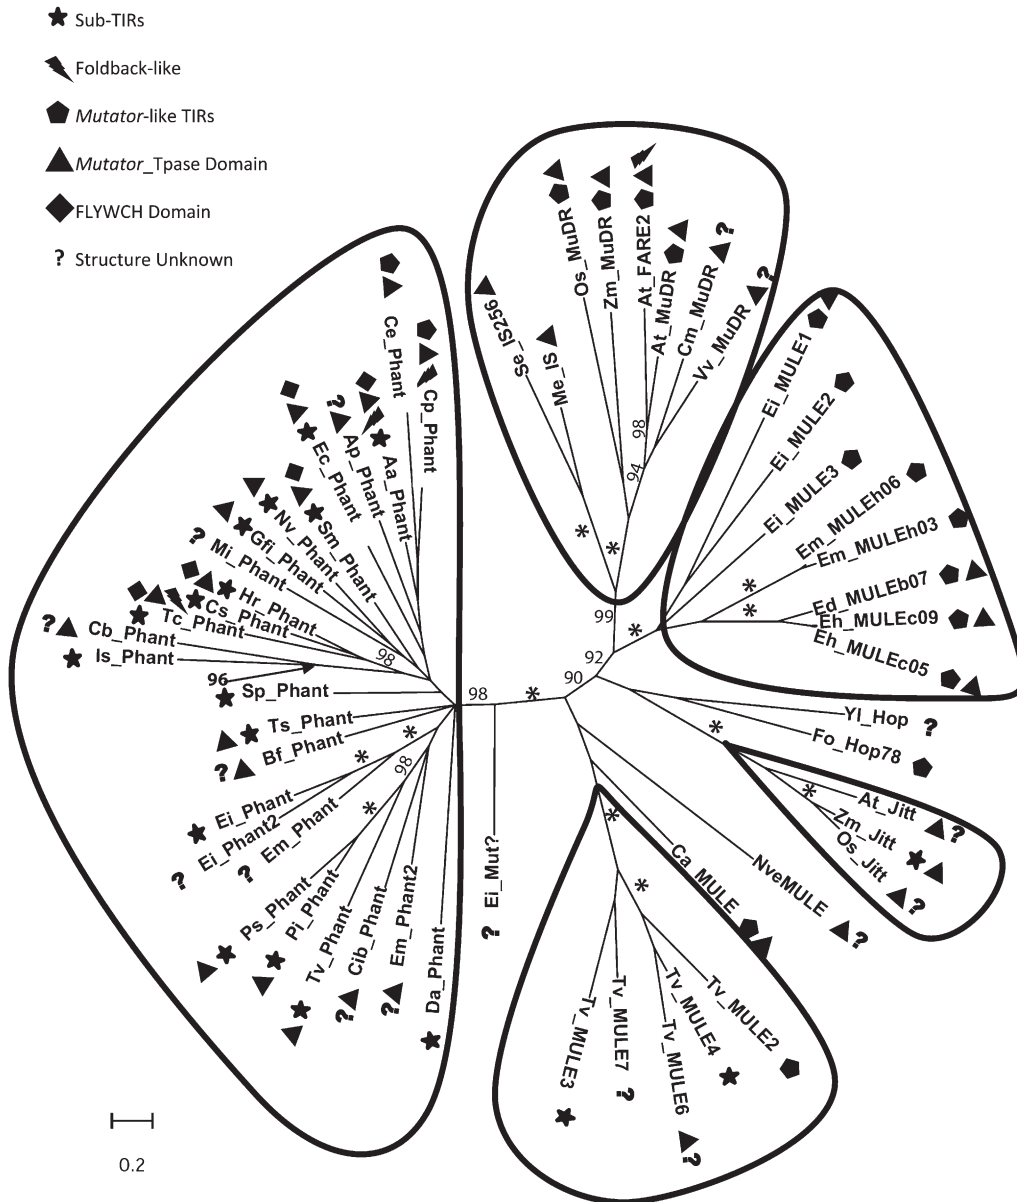 Sub-TIRs
Foldback-like
Mutator-like TIRs
Mutator_Tpase Domain
FLYWCH Domain
? Structure Unknown
Se_IS256
Me_IS
Os_MuDR
Zm_MuDR
At_FARE2
At_MuDR
Cm_MuDR
?
Vv_MuDR
?
98
94
*
*
99
Ei_MULE1
Ei_MULE2
Ei_MULE3
Em_MULEh06
Em_MULEh03
Ed_MULEb07
Eh_MULEc09
Eh_MULEc05
*
*
*
92
90
Ce_Phant
Cp_Phant
Aa_Phant
Ap_Phant
?
Ec_Phant
Sm_Phant
Nv_Phant
Gfi_Phant
Mi_Phant
?
Hr_Phant
Cs_Phant
Tc_Phant
Cb_Phant
?
Is_Phant
98
96
Sp_Phant
98
*
Ts_Phant
Bf_Phant
?
*
*
98
*
Ei_Phant
Ei_Phant2
?
Em_Phant
?
Ps_Phant
Pi_Phant
Tv_Phant
Cib_Phant
?
Em_Phant2
?
Da_Phant
Ei_Mut?
?
Yl_Hop
?
Fo_Hop78
*
At_Jitt
?
*
Zm_Jitt
Os_Jitt
?
NveMULE
?
Ca_MULE
*
*
Tv_MULE2
Tv_MULE4
Tv_MULE6
?
Tv_MULE7
?
Tv_MULE3
0.2